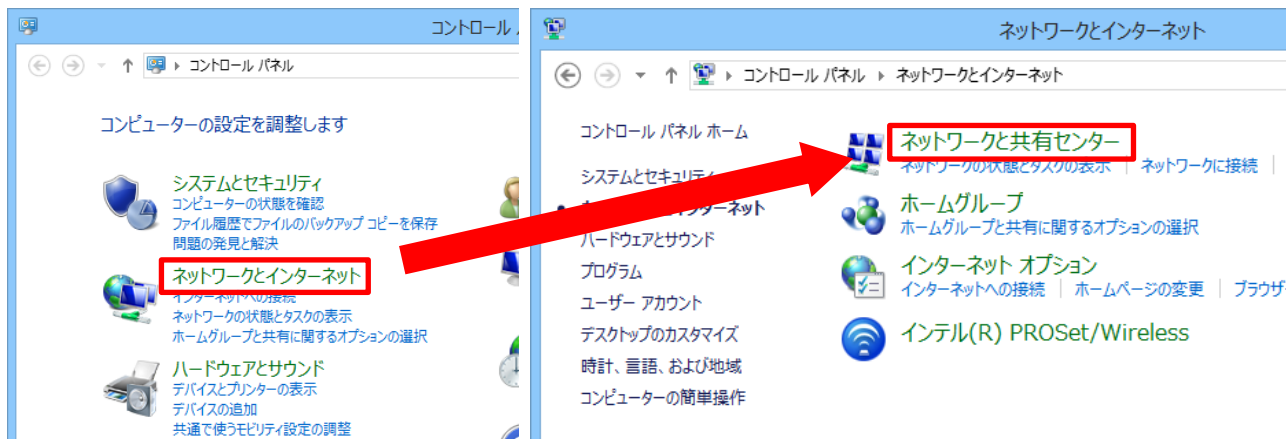 コントロール
コントロール パネル
コンピューターの設定を調整します
システムとセキュリティ
コンピューターの状態を確認
ファイル履歴でファイルのバックアップ コピーを保存
問題の発見と解決
ネットワークとインターネット
インターネットへの接続
ネットワークの状態とタスクの表示
ホームグループと共有に関するオプションの選択
ハードウェアとサウンド
デバイスとプリンターの表示
デバイスの追加
共通で使うモビリティ設定の調整
ネットワークとインターネット
コントロール パネル ネットワークとインターネット
コントロール パネル ホーム
システムとセキュリティ
ハードウェアとサウンド
プログラム
ユーザー アカウント
デスクトップのカスタマイズ
時計、言語、および地域
コンピューターの簡単操作
ネットワークと共有センター
ネットワークの状態とタスクの表示 ネットワークに接続
ホームグループ
ホームグループと共有に関するオプションの選択
インターネット オプション
インターネットへの接続 ホームページの変更 ブラウザー
インテル(R) PROSet/Wireless